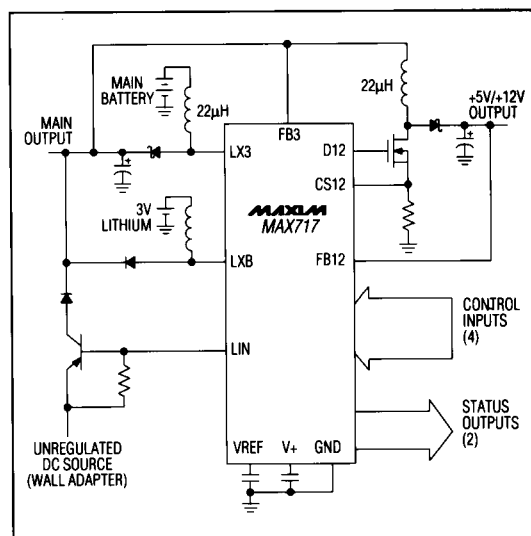 MAIN
BATTERY
22µH
MAIN
OUTPUT
22µH
+5V/+12V
OUTPUT
FB3
LX3
D12
CS12
3V
LITHIUM
MAXIM
MAX717
LXB
FB12
CONTROL
INPUTS
(4)
LIN
STATUS
OUTPUTS
(2)
UNREGULATED
DC SOURCE
(WALL ADAPTER)
VREF V+ GND